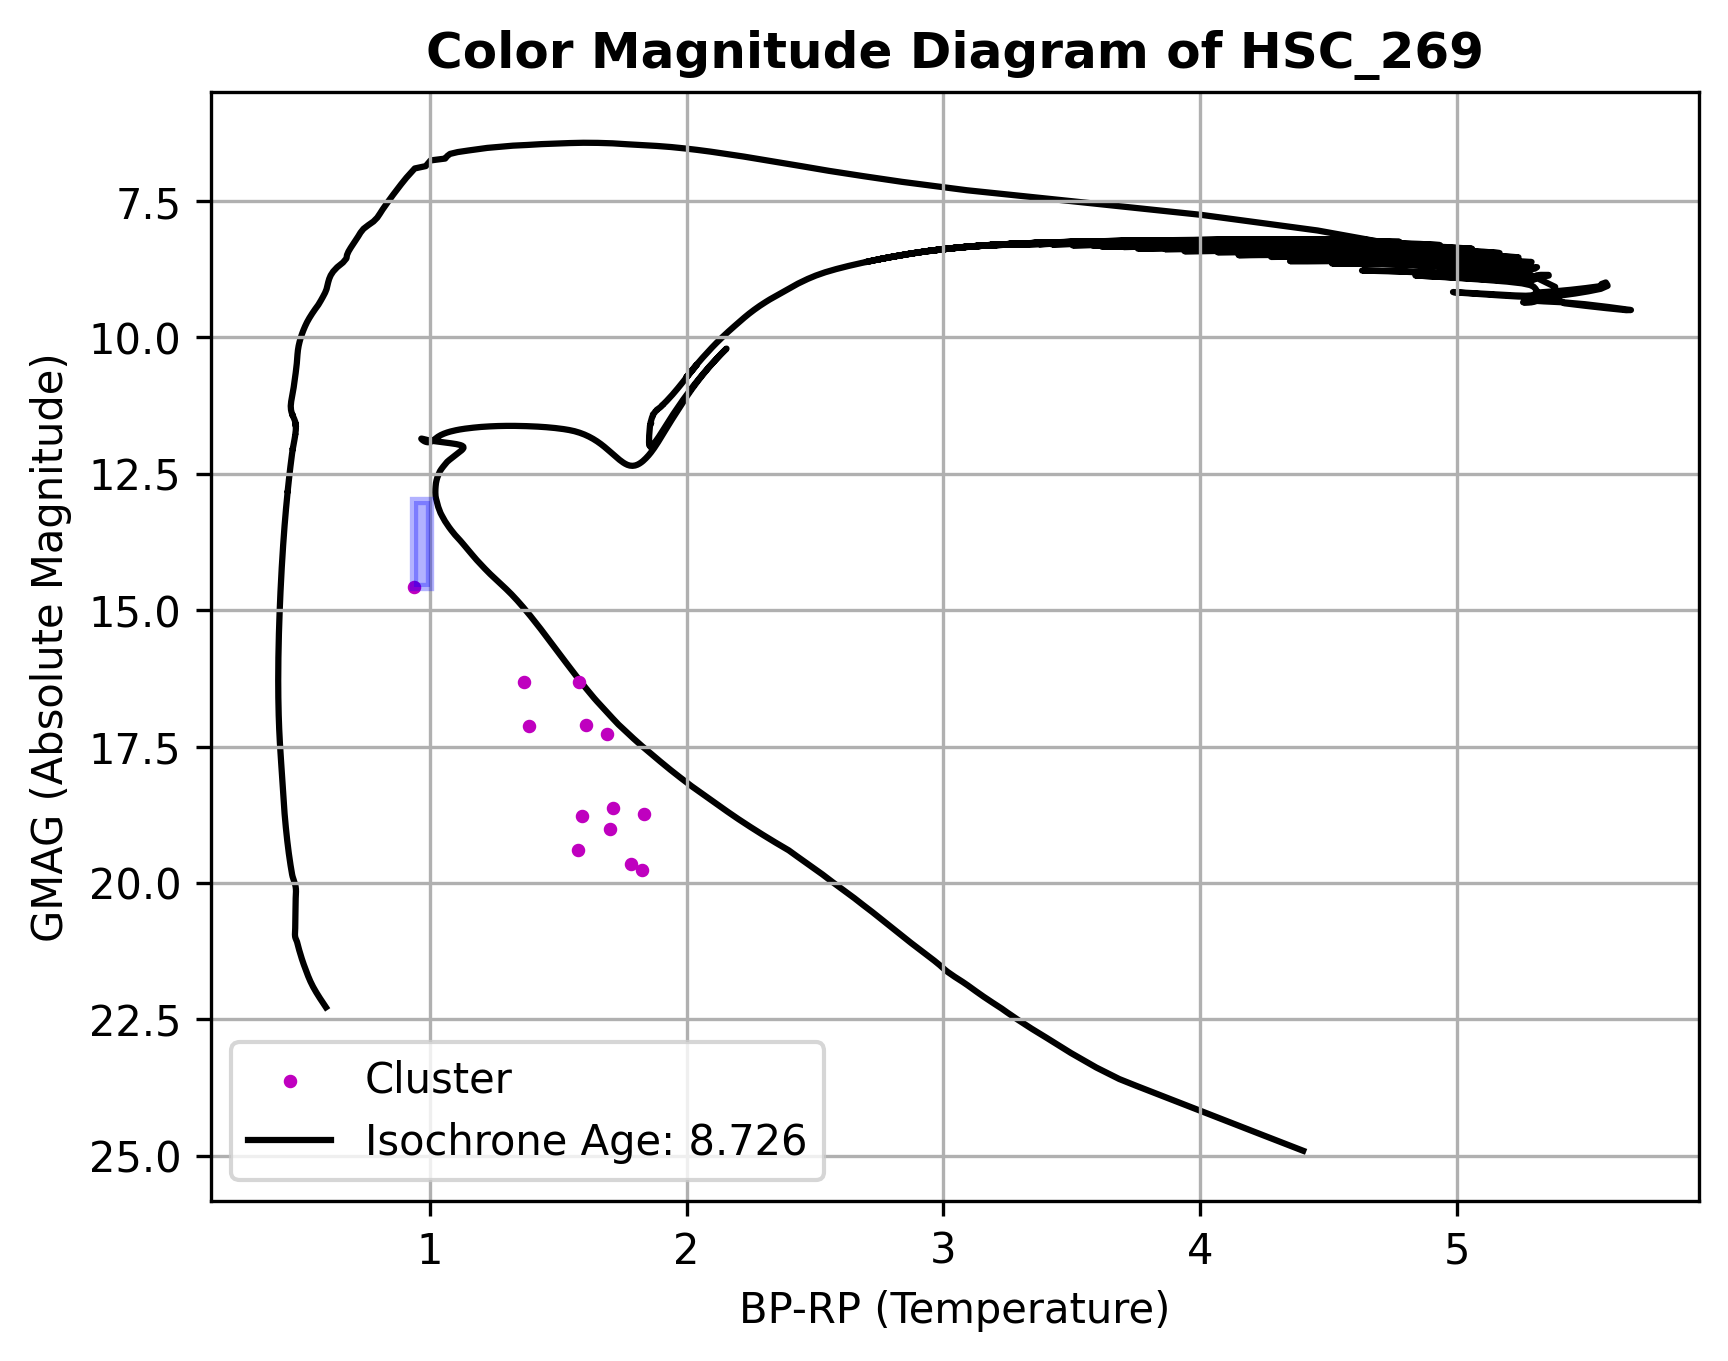 Color Magnitude Diagram of HSC_269
GMAG (Absolute Magnitude)
7.5
10.0
12.5
15.0
17.5
20.0
22.5
25.0
Cluster
Isochrone Age: 8.726
1 2 3 4 5
BP-RP (Temperature)